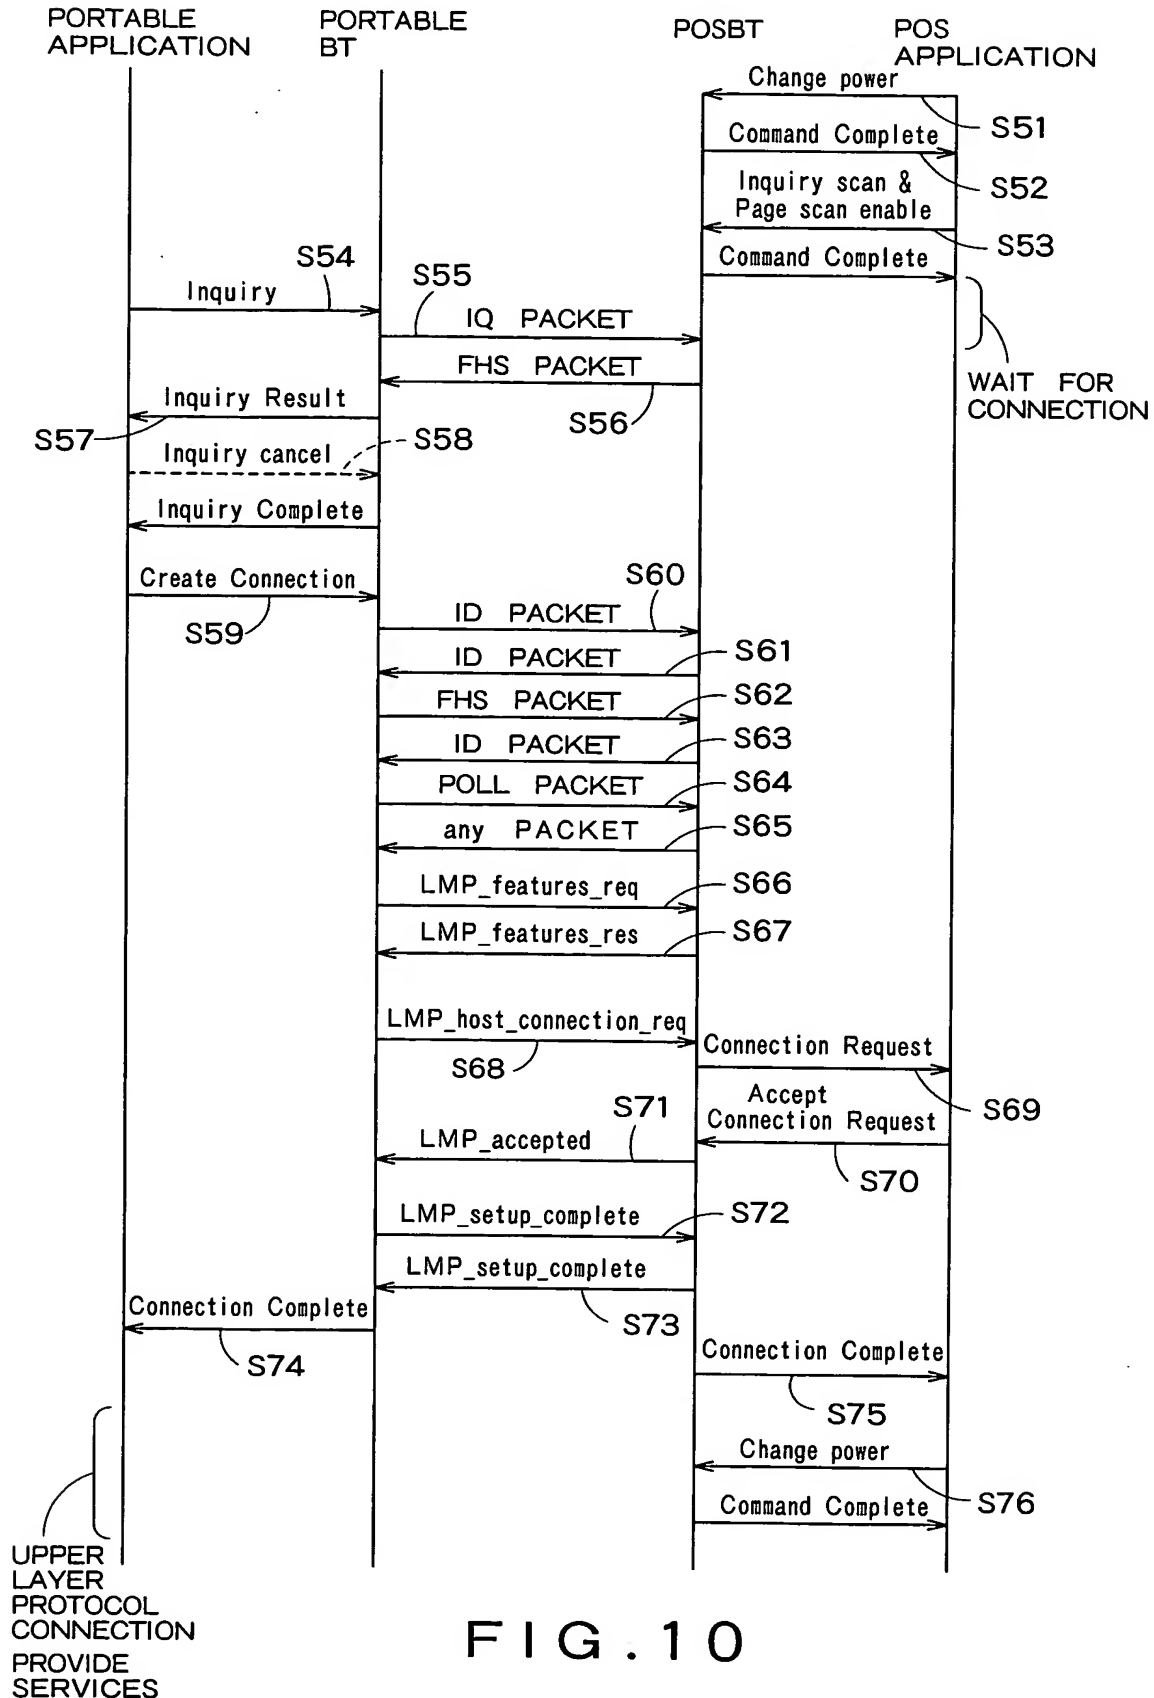 PORTABLE
APPLICATION
PORTABLE
BT
POSBT
POS
APPLICATION
Change power
S51
Command Complete
S52
Inquiry scan &
Page scan enable
S53
Command Complete
S54
Inquiry
S55
IQ PACKET
FHS PACKET
S56
WAIT FOR
CONNECTION
Inquiry Result
S57
S58
Inquiry cancel
Inquiry Complete
Create Connection
S59
S60
ID PACKET
ID PACKET
S61
FHS PACKET
S62
ID PACKET
S63
POLL PACKET
S64
any PACKET
S65
LMP_features_req
S66
LMP_features_res
S67
LMP_host_connection_req
S68
Connection Request
S69
Accept
Connection Request
S70
S71
LMP_accepted
LMP_setup_complete
S72
LMP_setup_complete
S73
Connection Complete
S74
Connection Complete
S75
Change power
S76
Command Complete
UPPER
LAYER
PROTOCOL
CONNECTION
PROVIDE
SERVICES
FIG.10